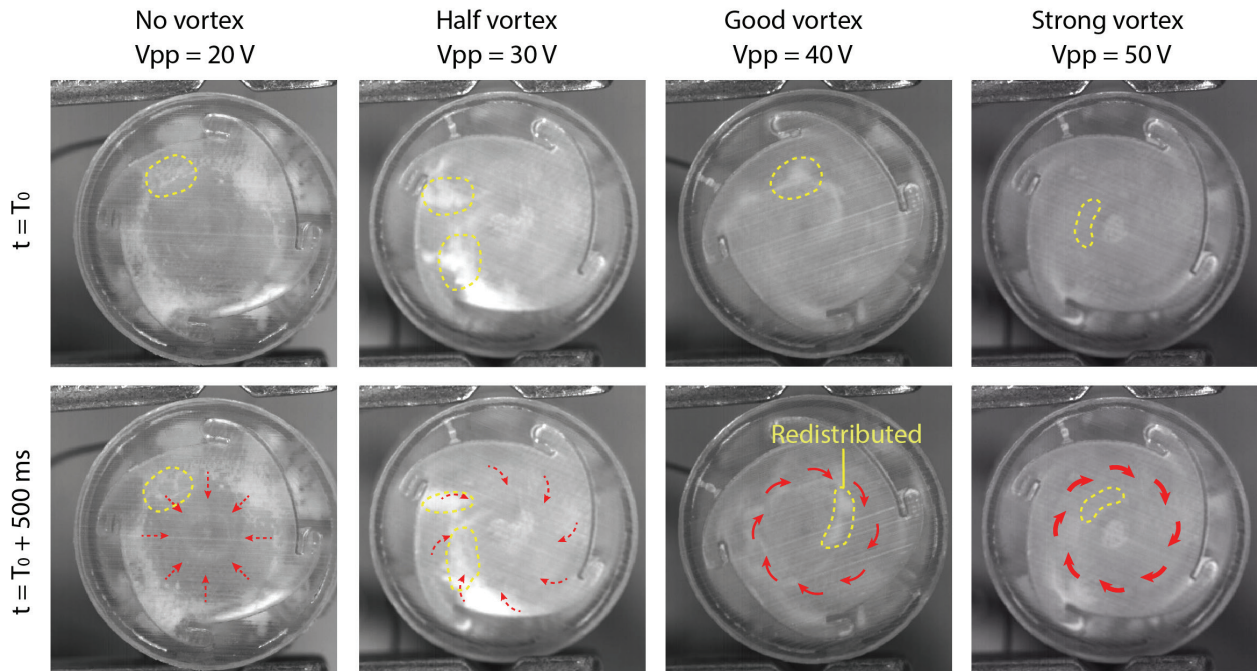 No vortex
Vpp = 20 V
Half vortex
Vpp = 30 V
Good vortex
Vpp = 40 V
Strong vortex
Vpp = 50 V
t = T₀
t = T₀ + 500 ms
Redistributed